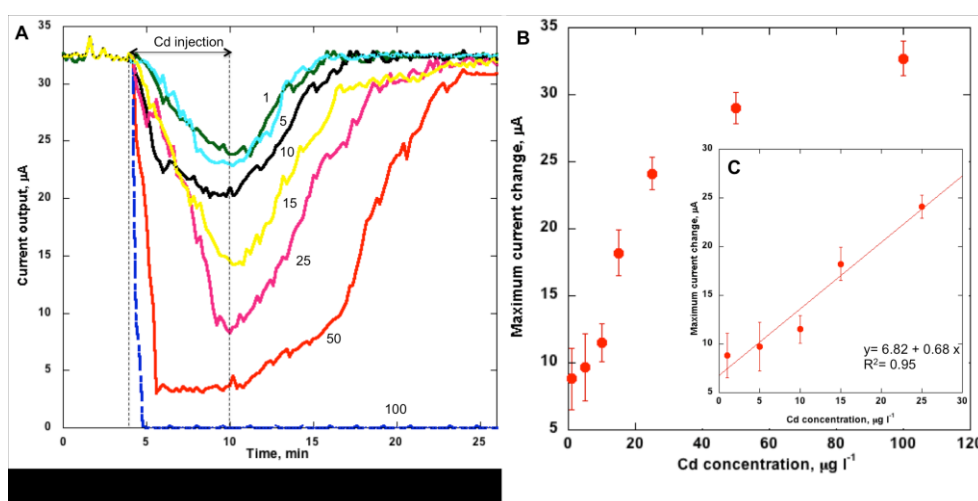 A
Cd injection
35
30
25
20
15
10
5
0
Current output, µA
1
5
10
15
25
50
100
0 5 10 15 20 25
Time, min
B
35
30
25
20
15
10
5
Maximum current change, µA
0 20 40 60 80 100 120
Cd concentration, µg l⁻¹
C
30
25
20
15
10
5
Maximum current change, µA
y= 6.82 + 0.68 x
R²= 0.95
0 5 10 15 20 25 30
Cd concentration, µg l⁻¹